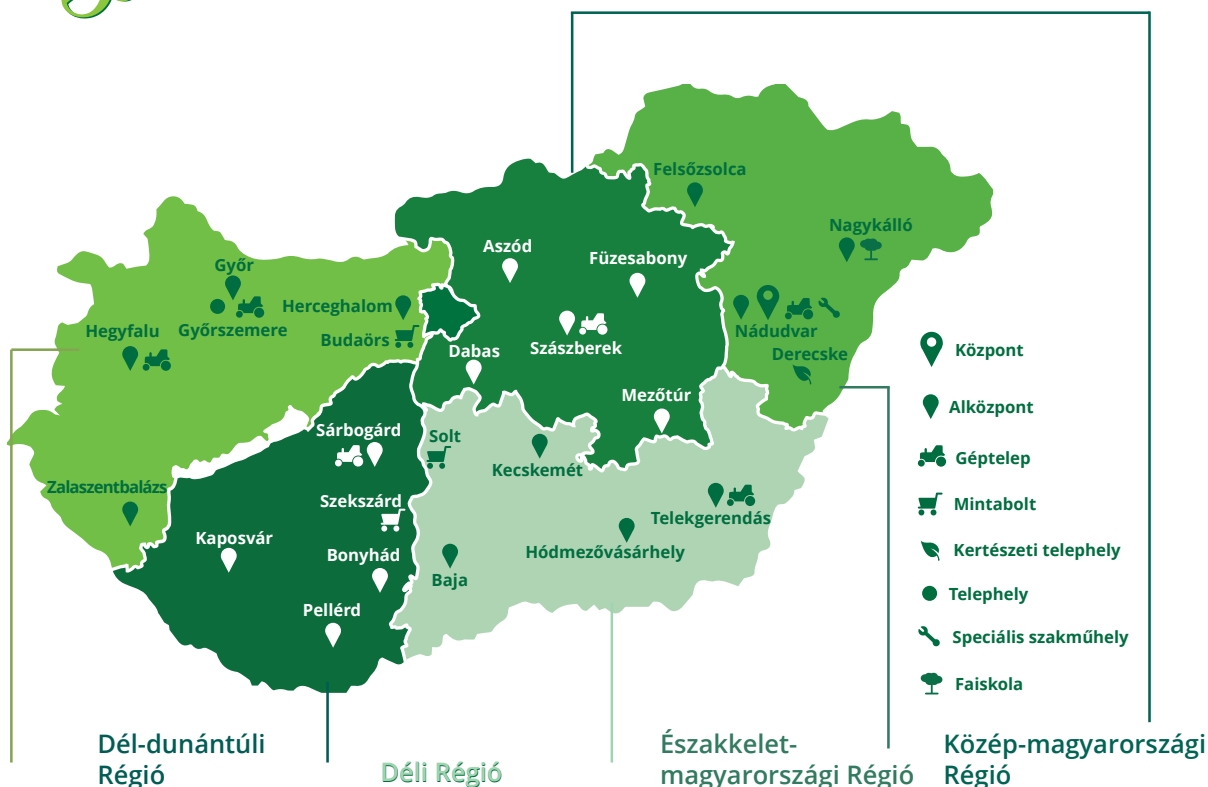 Felsőzsolca
Nagykálló
Aszód
Füzesabony
Győr
Herceghalom
Győrszemere
Hegyfalu
Budaörs
Nádudvar
Dabas
Szászberek
Derecske
Központ
Mezőtúr
Alközpont
Sárbogárd
Solt
Kecskemét
Géptelep
Zalaszentbalázs
Szekszárd
Mintabolt
Telekgerendás
Kaposvár
Bonyhád
Hódmezővásárhely
Kertészeti telephely
Baja
Telephely
Pellérd
Speciális szakműhely
Faiskola
Dél-dunántúli
Régió
Déli Régió
Északkelet-
magyarországi Régió
Közép-magyarországi
Régió